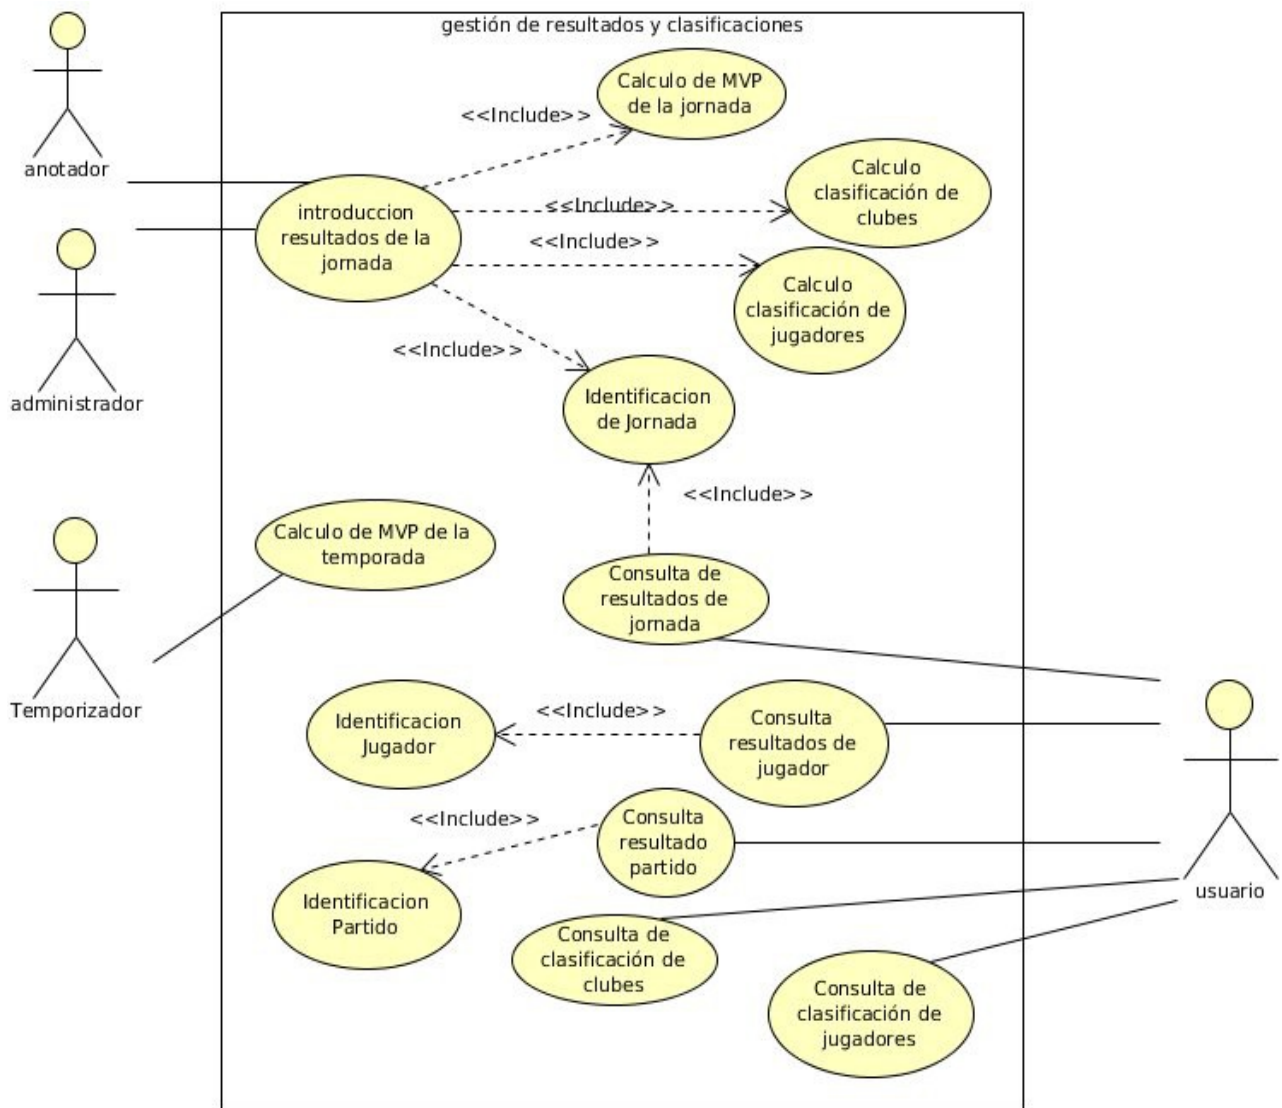 gestión de resultados y clasificaciones
Calculo de MVP
de la jornada
<<Include>>
anotador
Calculo
clasificación de
clubes
introduccion
resultados de la
jornada
<<Include>>
<<Include>>
Calculo
clasificación de
jugadores
<<Include>>
administrador
Identificacion
de Jornada
<<Include>>
Calculo de MVP de la
temporada
Consulta de
resultados de
jornada
Temporizador
Identificacion
Jugador
<<Include>>
Consulta
resultados de
jugador
<<Include>>
Consulta
resultado
partido
usuario
Identificacion
Partido
Consulta de
clasificación de
clubes
Consulta de
clasificación de
jugadores